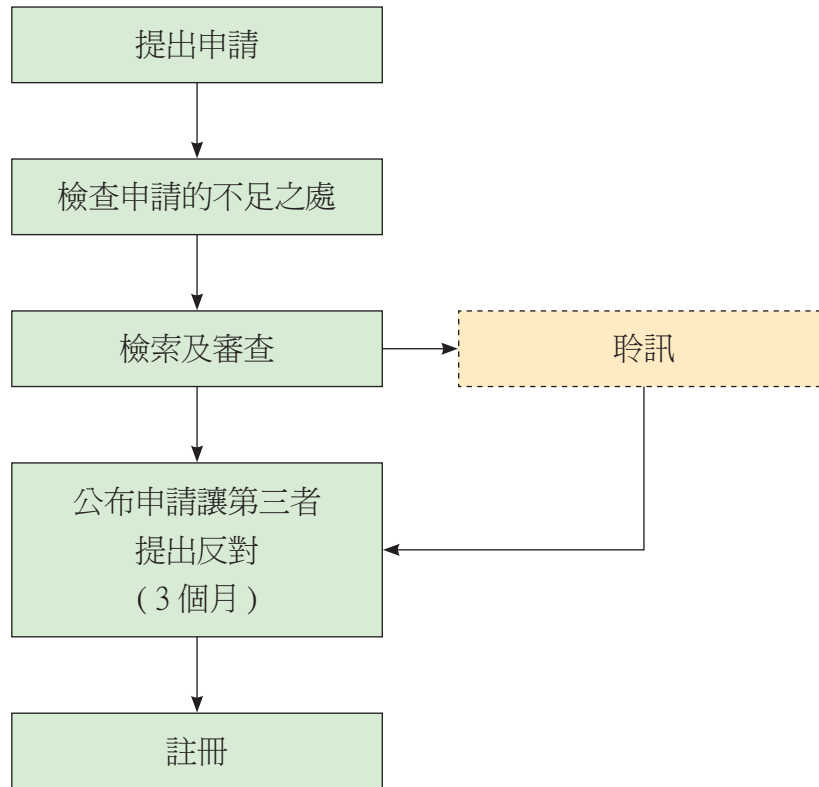 提出申請
檢查申請的不足之處
檢索及審查
聆訊
公布申請讓第三者
提出反對
( 3 個月 )
註冊